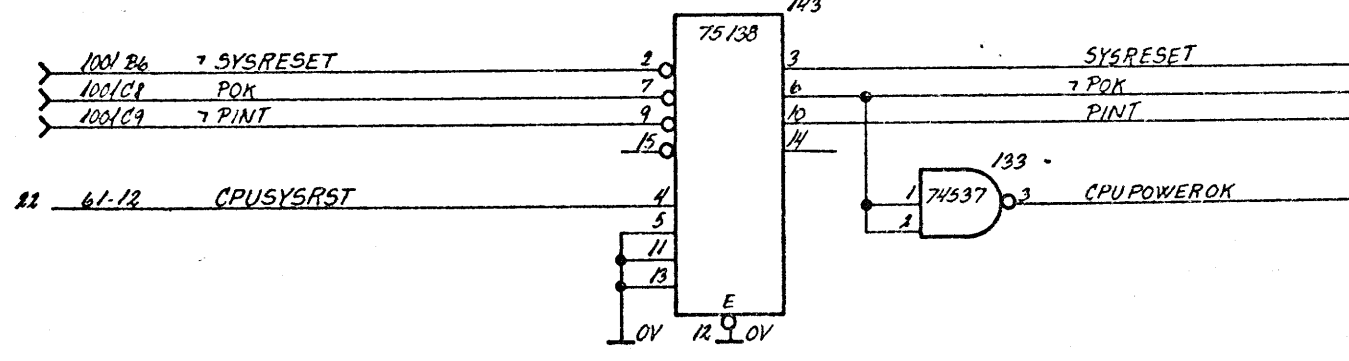 143
75138
100/B6 ¬ SYSRESET 2 3 SYSRESET
100/C8 POK 7 6 ¬ POK
100/C9 ¬ PINT 9 10 PINT
15 14
133
22 61-12 CPUSYSRST 4 1 74S37 3 CPUPOWEROK
5 2
11
13
E
0V 12 0V